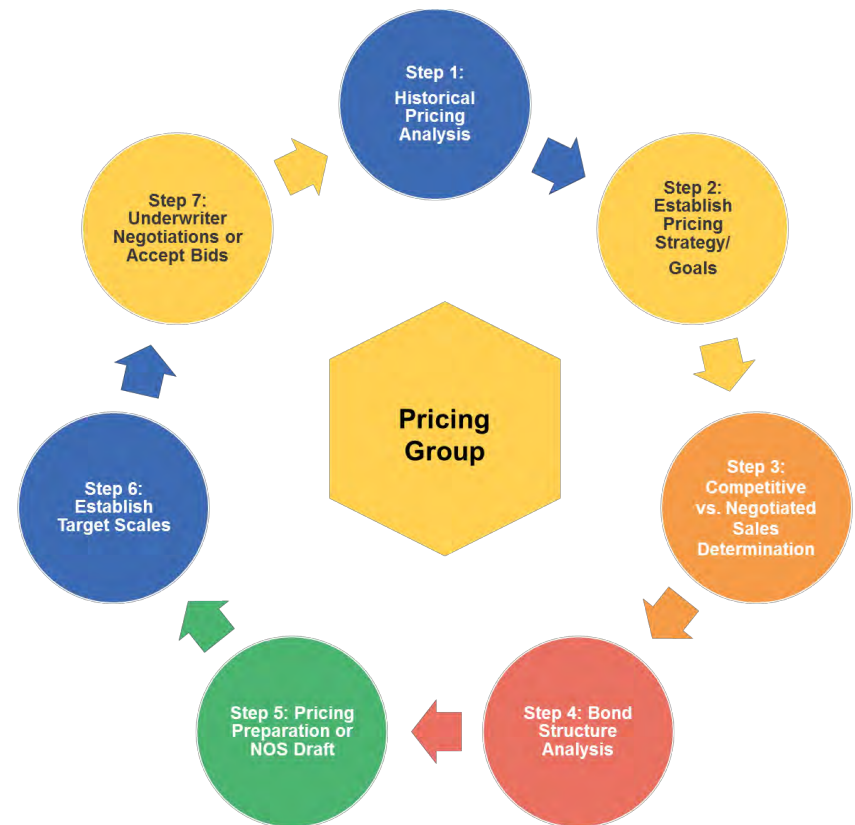 Step 1:
Historical
Pricing
Analysis
Step 2:
Establish
Pricing
Strategy/
Goals
Step 3:
Competitive
vs. Negotiated
Sales
Determination
Step 4: Bond
Structure
Analysis
Step 5: Pricing
Preparation or
NOS Draft
Step 6:
Establish
Target Scales
Step 7:
Underwriter
Negotiations or
Accept Bids
Pricing
Group